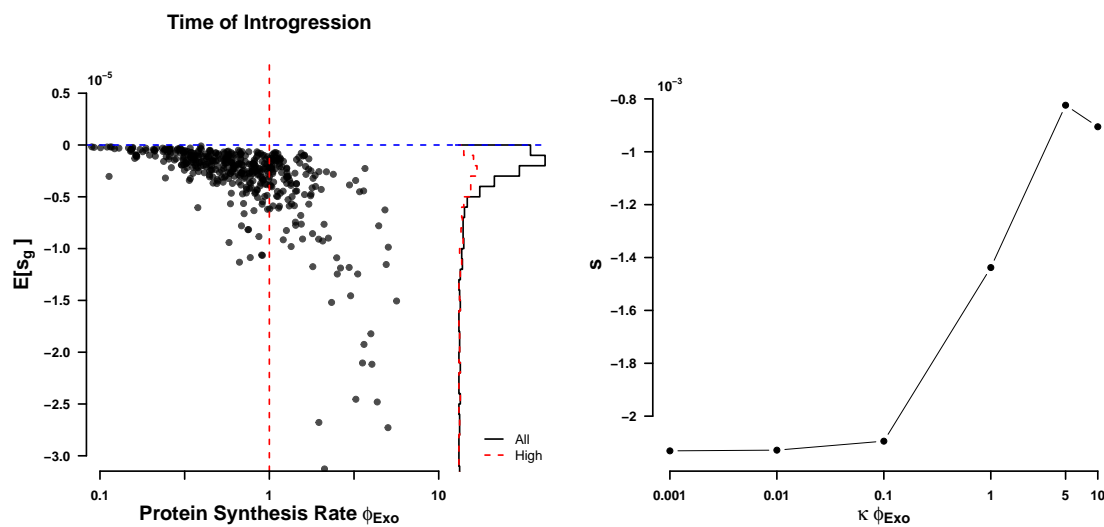 Time of Introgression
10⁻⁵
0.5
0
−0.5
−1.0
−1.5
−2.0
−2.5
−3.0
E[s_g]
All
High
0.1 1 10
Protein Synthesis Rate ϕ_Exo
10⁻³
−0.8
−1
−1.2
−1.4
−1.6
−1.8
−2
s
0.001 0.01 0.1 1 5 10
κ ϕ_Exo